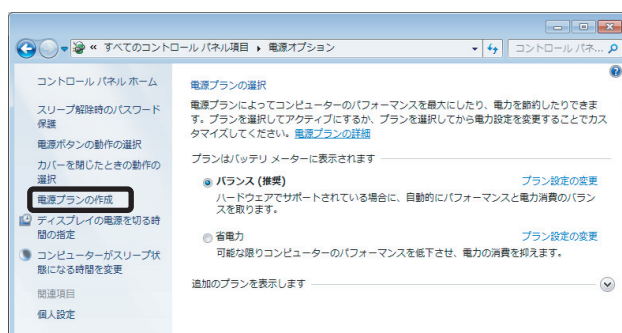 « すべてのコントロール パネル項目 ▸ 電源オプション
コントロール パネ...
コントロール パネル ホーム
スリープ解除時のパスワード
保護
電源ボタンの動作の選択
カバーを閉じたときの動作の
選択
電源プランの作成
ディスプレイの電源を切る時
間の指定
コンピューターがスリープ状
態になる時間を変更
関連項目
個人設定
電源プランの選択
電源プランによってコンピューターのパフォーマンスを最大にしたり、電力を節約したりできま
す。プランを選択してアクティブにするか、プランを選択してから電力設定を変更することでカス
タマイズしてください。電源プランの詳細
プランはバッテリ メーターに表示されます
バランス (推奨) プラン設定の変更
ハードウェアでサポートされている場合に、自動的にパフォーマンスと電力消費のバラン
スを取ります。
省電力 プラン設定の変更
可能な限りコンピューターのパフォーマンスを低下させ、電力の消費を抑えます。
追加のプランを表示します